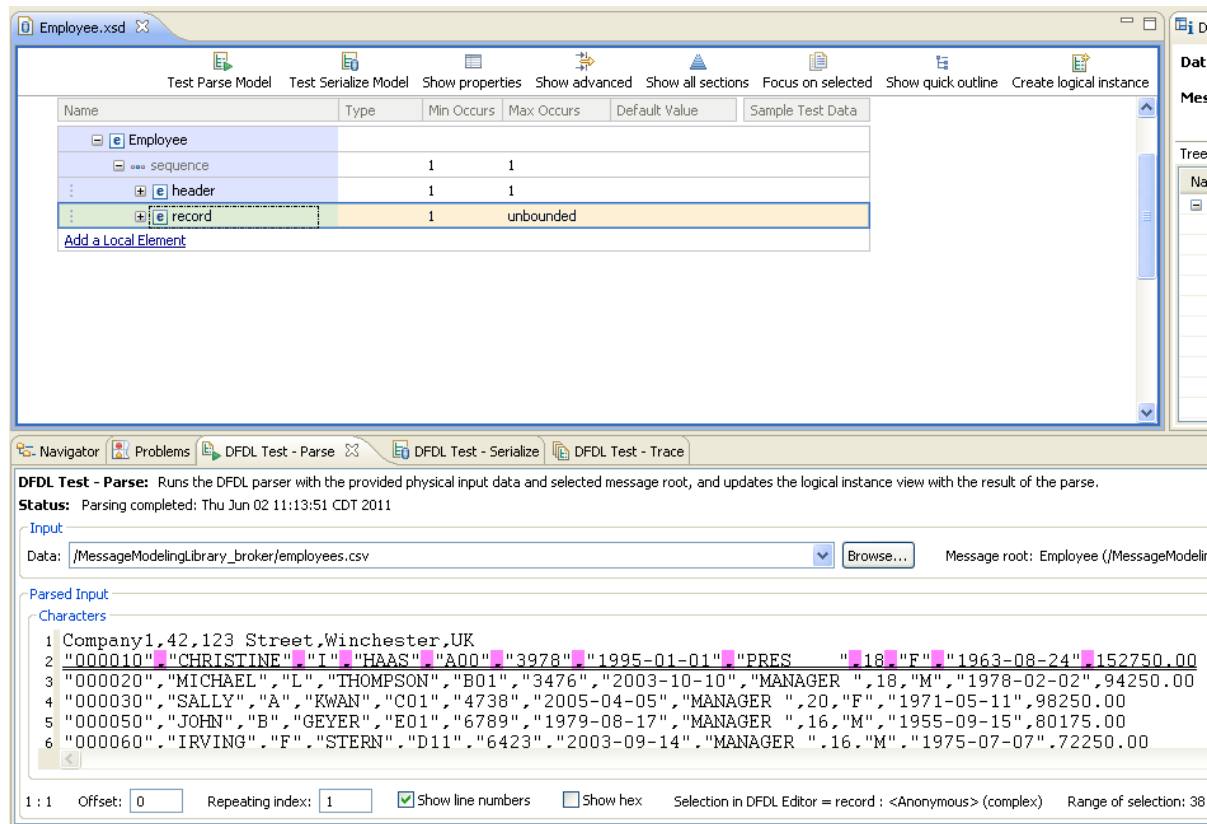 Employee.xsd
D
Test Parse Model Test Serialize Model Show properties Show advanced Show all sections Focus on selected Show quick outline Create logical instance
Dat
Mes
Name Type Min Occurs Max Occurs Default Value Sample Test Data
Employee
sequence 1 1
header 1 1
record 1 unbounded
Add a Local Element
Tree
Na
Navigator Problems DFDL Test - Parse DFDL Test - Serialize DFDL Test - Trace
DFDL Test - Parse: Runs the DFDL parser with the provided physical input data and selected message root, and updates the logical instance view with the result of the parse.
Status: Parsing completed: Thu Jun 02 11:13:51 CDT 2011
Input
Data: /MessageModelingLibrary_broker/employees.csv Browse... Message root: Employee (/MessageModelin
Parsed Input
Characters
1 Company1,42,123 Street,Winchester,UK
2 "000010","CHRISTINE","I","HAAS","A00","3978","1995-01-01","PRES    ",18,"F","1963-08-24",152750.00
3 "000020","MICHAEL","L","THOMPSON","B01","3476","2003-10-10","MANAGER ",18,"M","1978-02-02",94250.00
4 "000030","SALLY","A","KWAN","C01","4738","2005-04-05","MANAGER ",20,"F","1971-05-11",98250.00
5 "000050","JOHN","B","GEYER","E01","6789","1979-08-17","MANAGER ",16,"M","1955-09-15",80175.00
6 "000060","IRVING","F","STERN","D11","6423","2003-09-14","MANAGER ",16,"M","1975-07-07",72250.00
1 : 1 Offset: 0 Repeating index: 1 Show line numbers Show hex Selection in DFDL Editor = record : <Anonymous> (complex) Range of selection: 38